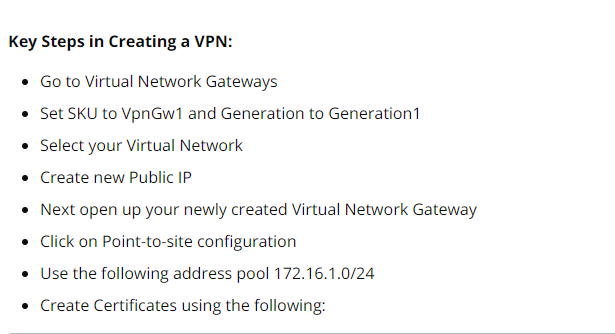 Key Steps in Creating a VPN:
Go to Virtual Network Gateways
Set SKU to VpnGw1 and Generation to Generation1
Select your Virtual Network
Create new Public IP
Next open up your newly created Virtual Network Gateway
Click on Point-to-site configuration
Use the following address pool 172.16.1.0/24
Create Certificates using the following: